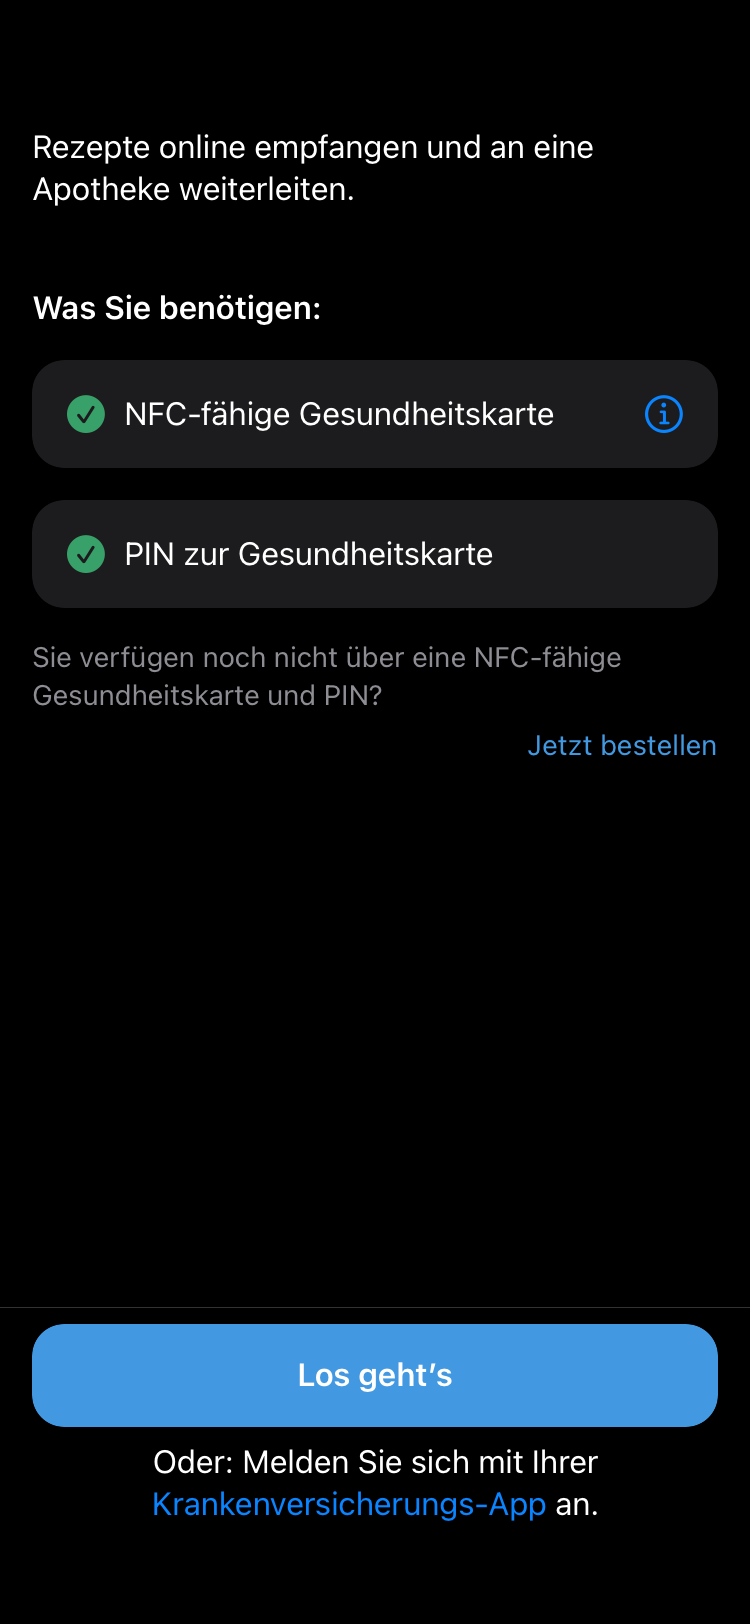 Rezepte online empfangen und an eine
Apotheke weiterleiten.
Was Sie benötigen:
NFC-fähige Gesundheitskarte
PIN zur Gesundheitskarte
Sie verfügen noch nicht über eine NFC-fähige
Gesundheitskarte und PIN?
Jetzt bestellen
Los geht’s
Oder: Melden Sie sich mit Ihrer
Krankenversicherungs-App an.